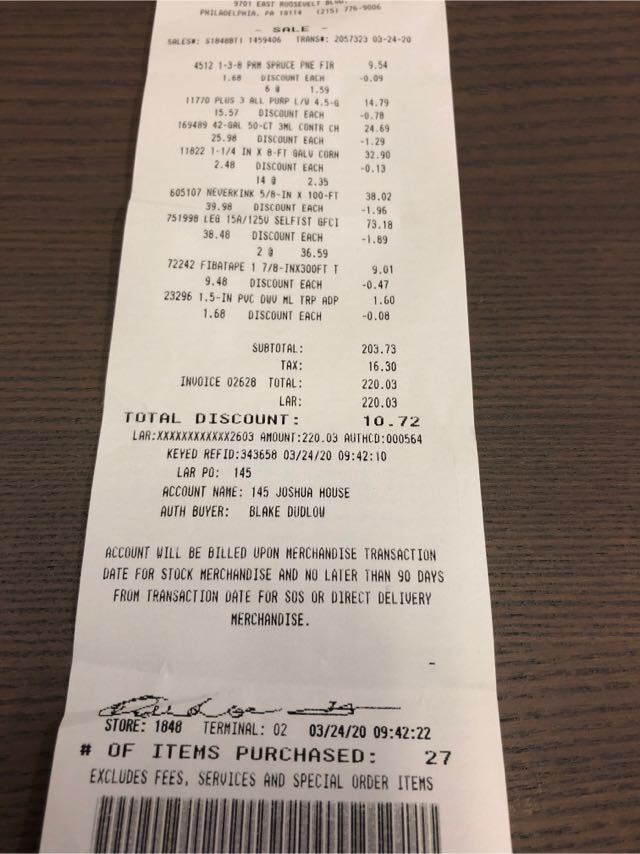 9701 EAST ROOSEVELT BLVD.
PHILADELPHIA, PA 19114 (215) 776-9006
- SALE -
SALES#: S1848BT1 1459406 TRANS#: 2057323 03-24-20
4512 1-3-8 PRM SPRUCE PNE FIR 9.54
1.68 DISCOUNT EACH -0.09
6 @ 1.59
11770 PLUS 3 ALL PURP L/W 4.5-G 14.79
15.57 DISCOUNT EACH -0.78
169489 42-GAL 50-CT 3ML CONTR CH 24.69
25.98 DISCOUNT EACH -1.29
11822 1-1/4 IN X 8-FT GALV CORN 32.90
2.48 DISCOUNT EACH -0.13
14 @ 2.35
605107 NEVERKINK 5/8-IN X 100-FT 38.02
39.98 DISCOUNT EACH -1.96
751998 LEG 15A/125V SELFTST GFCI 73.18
38.48 DISCOUNT EACH -1.89
2 @ 36.59
72242 FIBATAPE 1 7/8-INX300FT T 9.01
9.48 DISCOUNT EACH -0.47
23296 1.5-IN PVC DWV ML TRP ADP 1.60
1.68 DISCOUNT EACH -0.08
SUBTOTAL: 203.73
TAX: 16.30
INVOICE 02628 TOTAL: 220.03
LAR: 220.03
TOTAL DISCOUNT: 10.72
LAR:XXXXXXXXXXXX2603 AMOUNT:220.03 AUTHCD:000564
KEYED REFID:343658 03/24/20 09:42:10
LAR PO: 145
ACCOUNT NAME: 145 JOSHUA HOUSE
AUTH BUYER: BLAKE DUDLOW
ACCOUNT WILL BE BILLED UPON MERCHANDISE TRANSACTION
DATE FOR STOCK MERCHANDISE AND NO LATER THAN 90 DAYS
FROM TRANSACTION DATE FOR SOS OR DIRECT DELIVERY
MERCHANDISE.
STORE: 1848 TERMINAL: 02 03/24/20 09:42:22
# OF ITEMS PURCHASED: 27
EXCLUDES FEES, SERVICES AND SPECIAL ORDER ITEMS